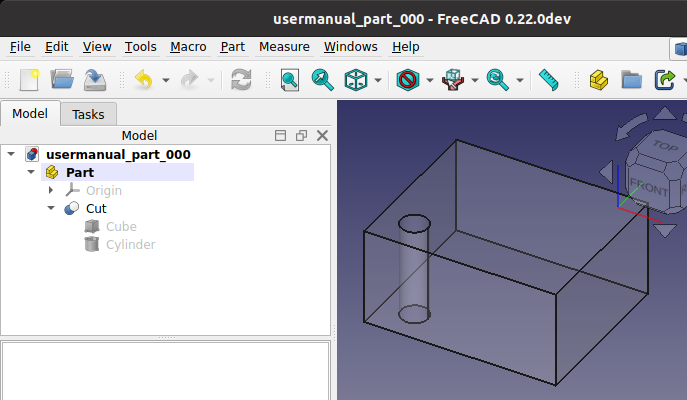 usermanual_part_000 - FreeCAD 0.22.0dev
File Edit View Tools Macro Part Measure Windows Help
Model Tasks
Model
usermanual_part_000
Part
Origin
Cut
Cube
Cylinder
TOP
FRONT